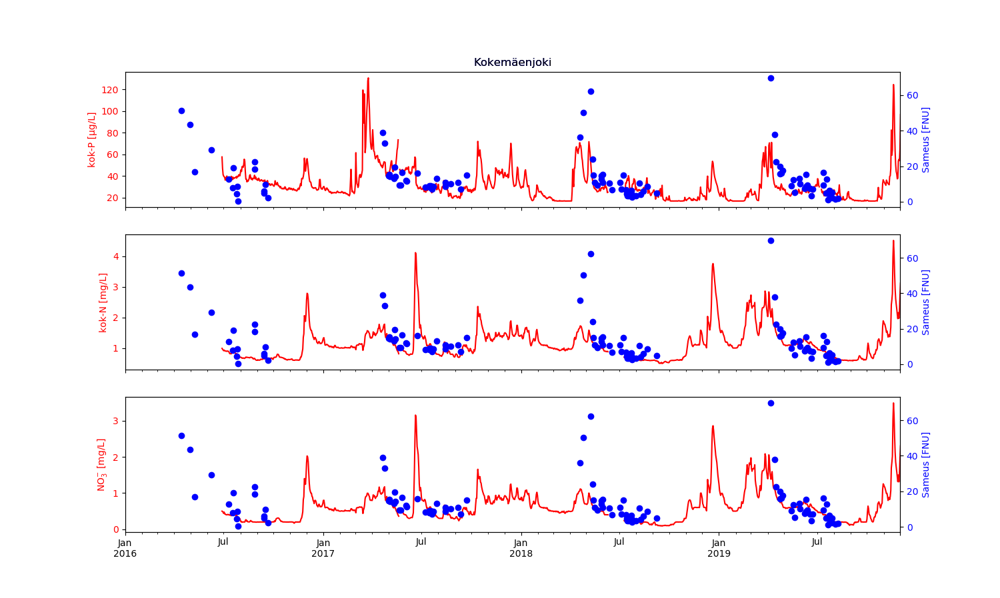 Kokemäenjoki
120
100
80
60
40
20
kok-P [µg/L]
60
40
20
0
Sameus [FNU]
4
3
2
1
kok-N [mg/L]
60
40
20
0
Sameus [FNU]
3
2
1
0
NO₃⁻ [mg/L]
60
40
20
0
Sameus [FNU]
Jan Jul Jan Jul Jan Jul Jan Jul
2016 2017 2018 2019